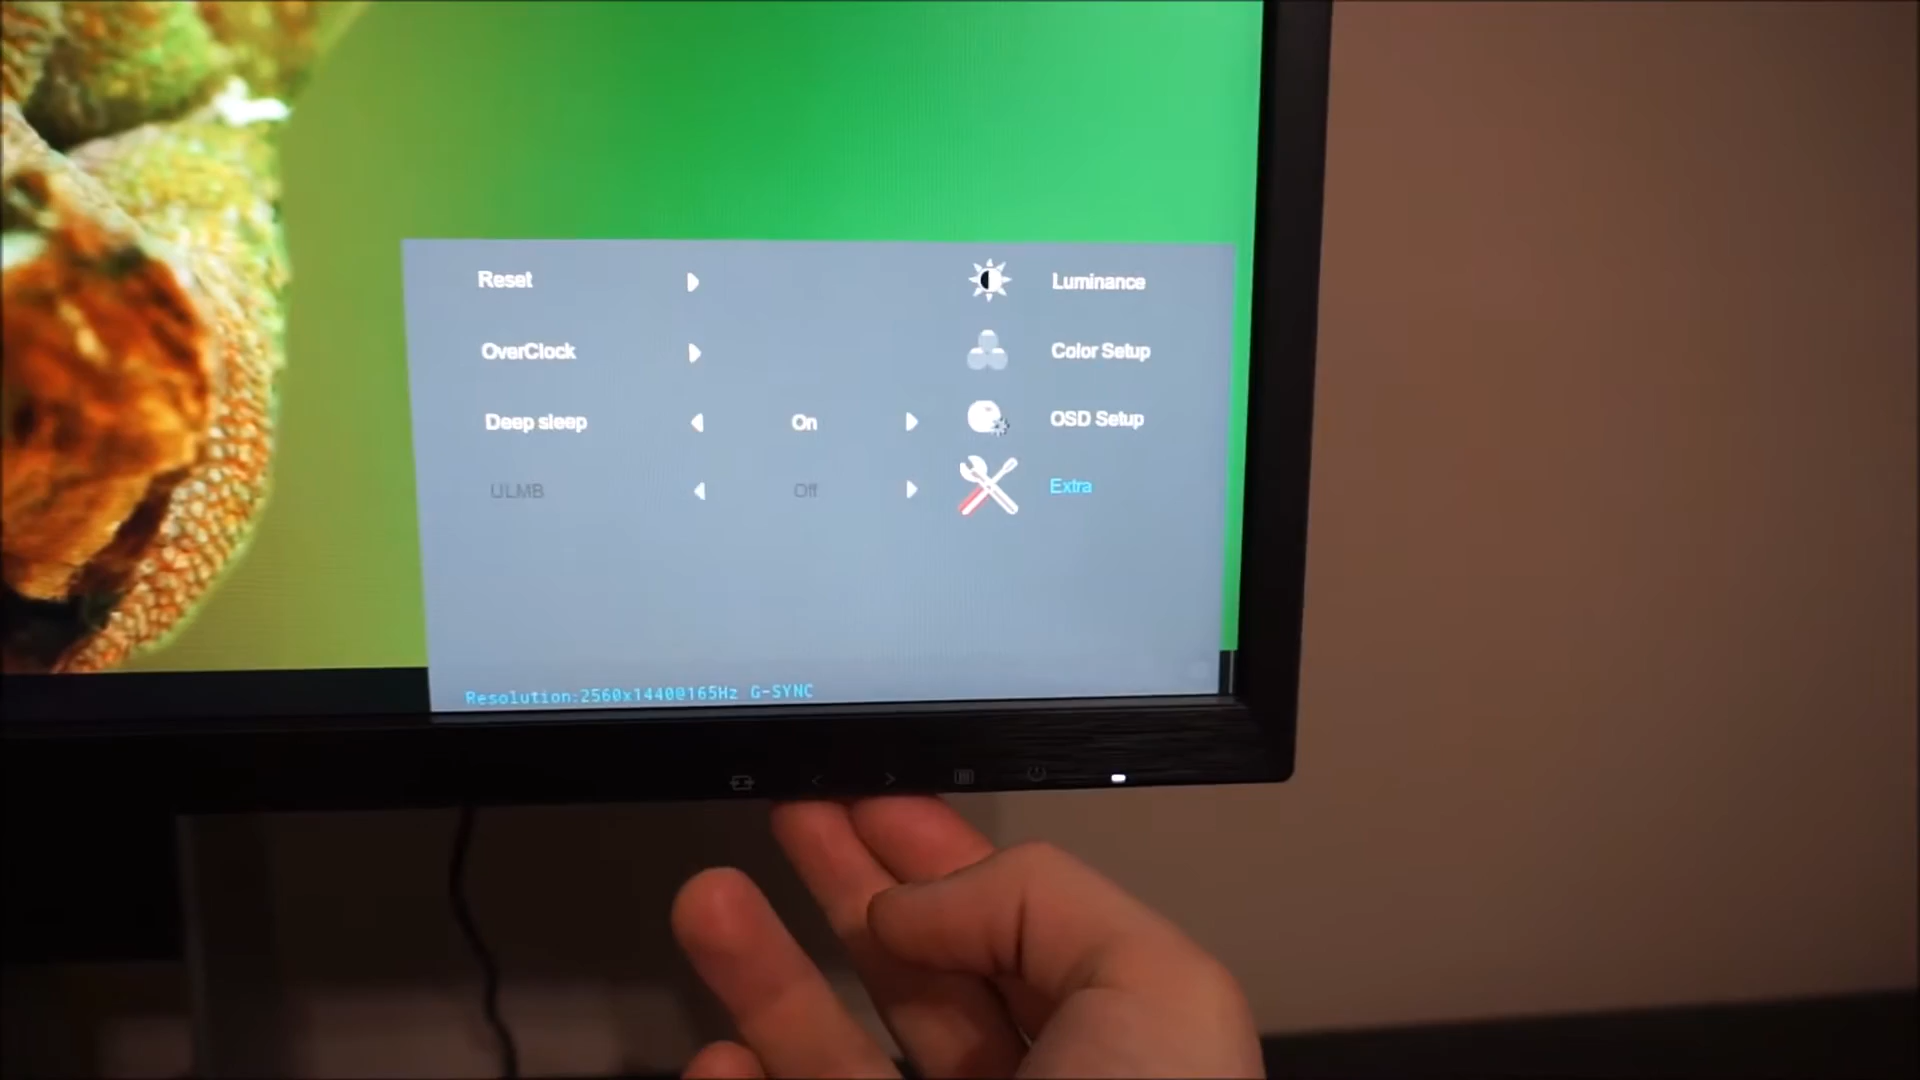 Reset Luminance
OverClock Color Setup
Deep sleep On OSD Setup
ULMB Off Extra
Resolution:2560x1440@165Hz G-SYNC